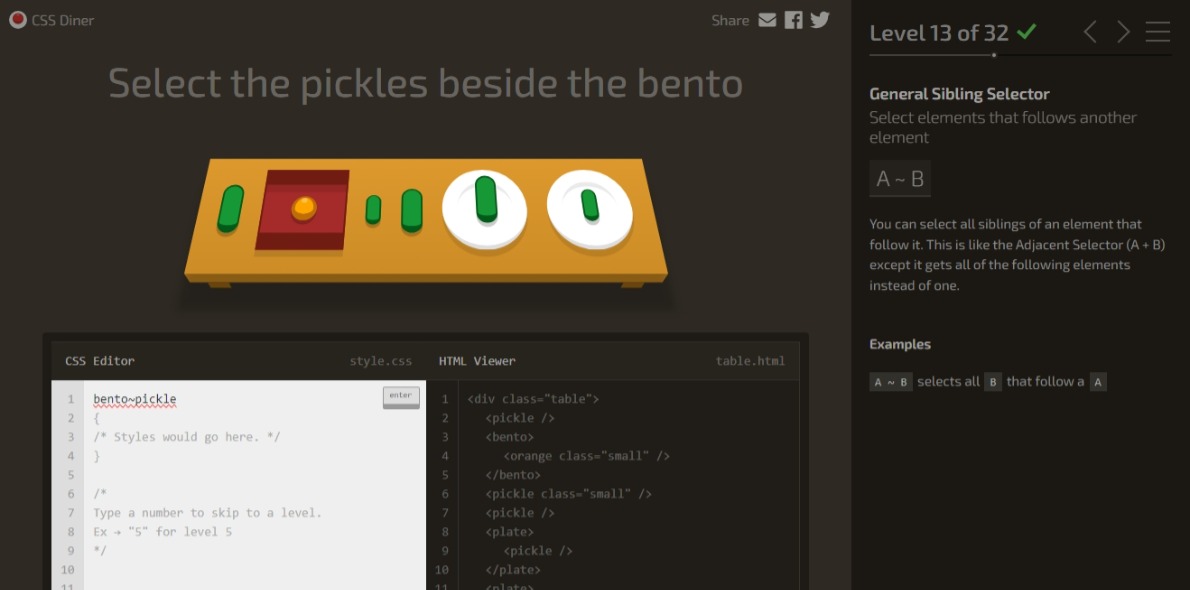 CSS Diner
Share
Select the pickles beside the bento
CSS Editor style.css
1 bento~pickle enter
2 {
3 /* Styles would go here. */
4 }
5
6 /*
7 Type a number to skip to a level.
8 Ex → "5" for level 5
9 */
10
11
HTML Viewer table.html
1 <div class="table">
2 <pickle />
3 <bento>
4 <orange class="small" />
5 </bento>
6 <pickle class="small" />
7 <pickle />
8 <plate>
9 <pickle />
10 </plate>
11 <plate>
Level 13 of 32
General Sibling Selector
Select elements that follows another
element
A ~ B
You can select all siblings of an element that
follow it. This is like the Adjacent Selector (A + B)
except it gets all of the following elements
instead of one.
Examples
A ~ B selects all B that follow a A